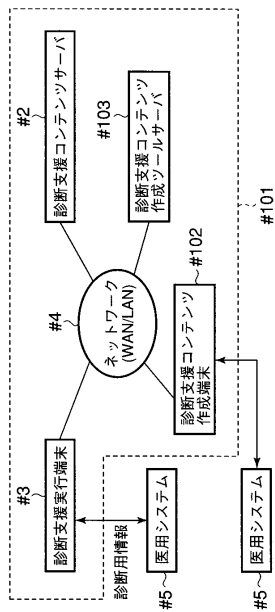 #101
#2
診断支援コンテンツサーバ
#103
診断支援コンテンツ
作成ツールサーバ
#4
ネットワーク
(WAN/LAN)
#102
診断支援コンテンツ
作成端末
#3
診断支援実行端末
診断用情報
医用システム
#5
医用システム
#5